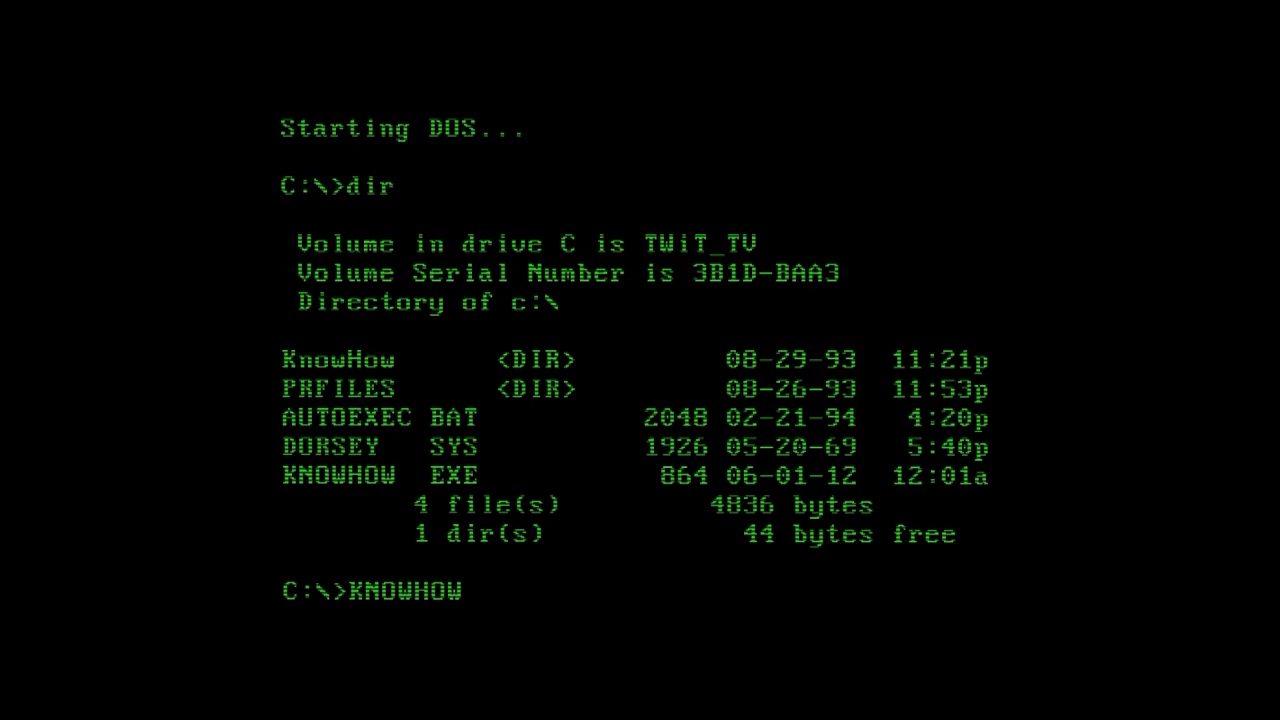 Starting DOS...
C:\>dir
Volume in drive C is TWiT_TV
Volume Serial Number is 3B1D-BAA3
Directory of c:\
KnowHow <DIR> 08-29-93 11:21p
PRFILES <DIR> 08-26-93 11:53p
AUTOEXEC BAT 2048 02-21-94 4:20p
DORSEY SYS 1926 05-20-69 5:40p
KNOWHOW EXE 864 06-01-12 12:01a
4 file(s) 4836 bytes
1 dir(s) 44 bytes free
C:\>KNOWHOW